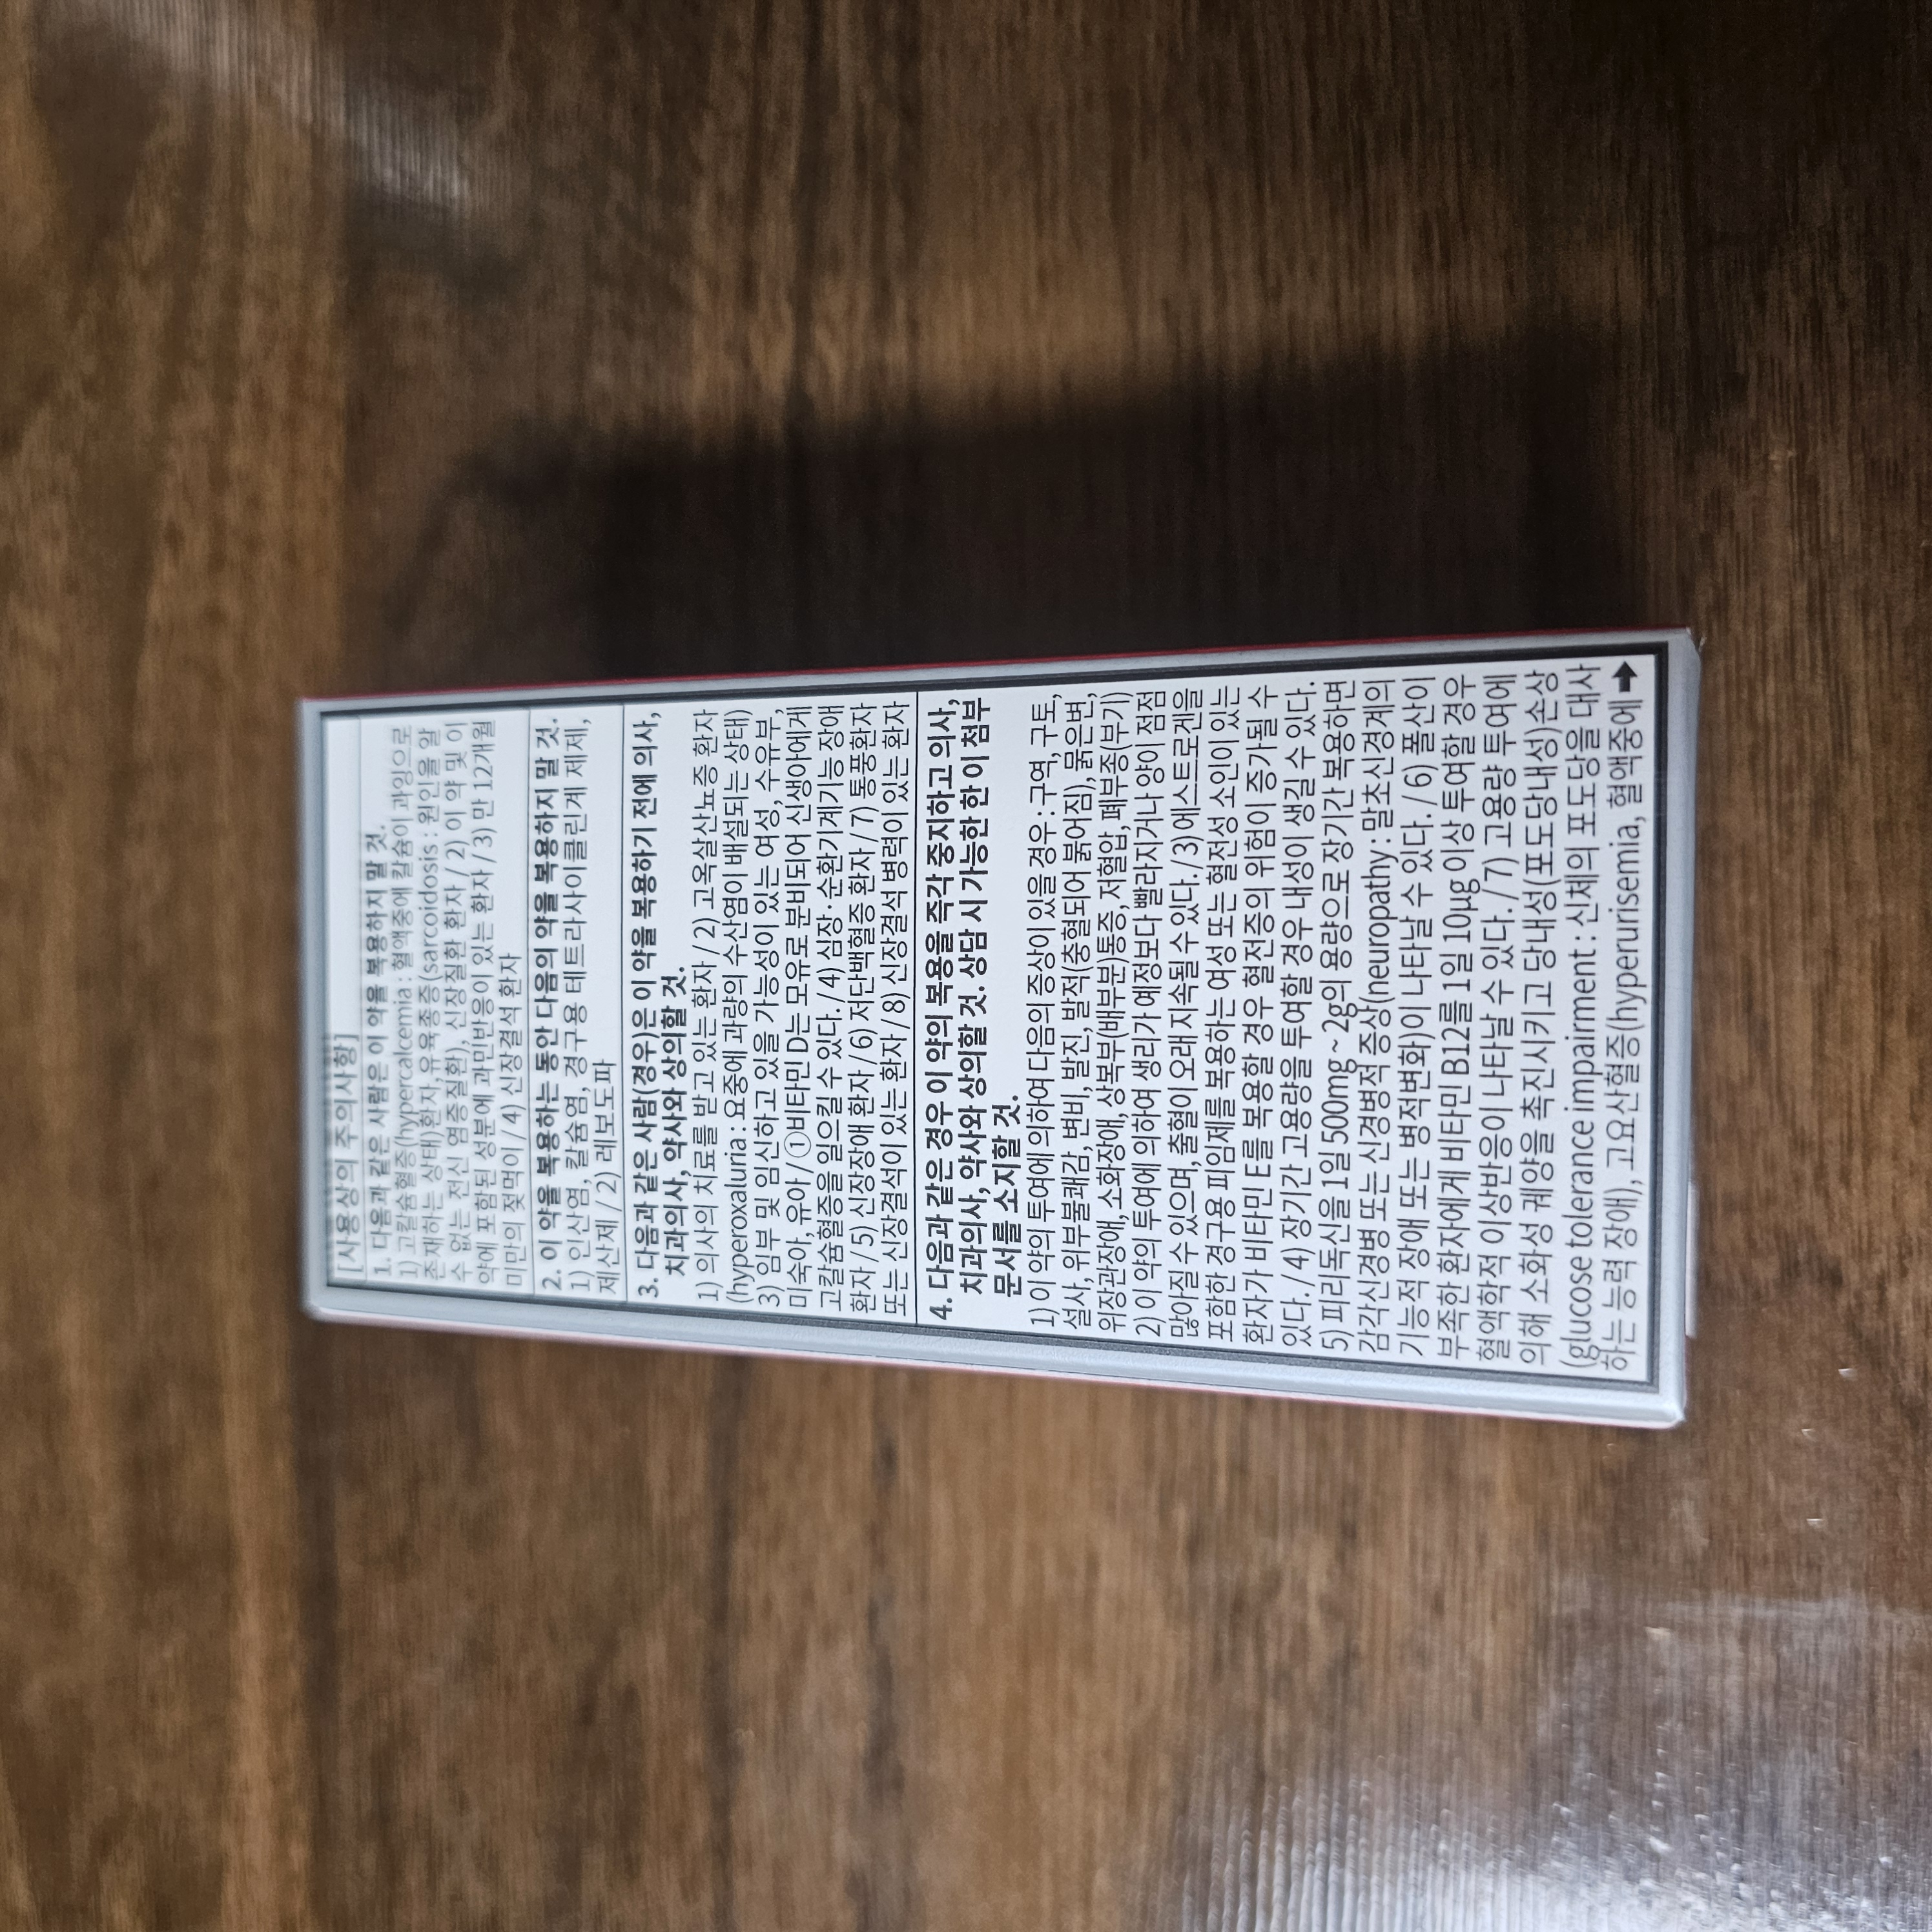 [사용상의 주의사항]
1. 다음과 같은 사람은 이 약을 복용하지 말 것.
1) 고칼슘혈증(hypercalcemia : 혈액중에 칼슘이 과잉으로
존재하는 상태)환자, 유육종증(sarcoidosis : 원인을 알
수 없는 전신 염증질환), 신장질환 환자 / 2) 이 약 및 이
약에 포함된 성분에 과민반응이 있는 환자 / 3) 만 12개월
미만의 젖먹이 / 4) 신장결석 환자
2. 이 약을 복용하는 동안 다음의 약을 복용하지 말 것.
1) 인산염, 칼슘염, 경구용 테트라사이클린계 제제,
제산제 / 2) 레보도파
3. 다음과 같은 사람(경우)은 이 약을 복용하기 전에 의사,
치과의사, 약사와 상의할 것.
1) 의사의 치료를 받고 있는 환자 / 2) 고옥살산뇨증 환자
(hyperoxaluria : 요중에 과량의 수산염이 배설되는 상태)
3) 임부 및 임신하고 있을 가능성이 있는 여성, 수유부,
미숙아, 유아 / ①비타민 D는 모유로 분비되어 신생아에게
고칼슘혈증을 일으킬 수 있다. / 4) 심장·순환기계기능 장애
환자 / 5) 신장장애 환자 / 6) 저단백혈증 환자 / 7) 통풍환자
또는 신장결석이 있는 환자 / 8) 신장결석 병력이 있는 환자
4. 다음과 같은 경우 이 약의 복용을 즉각 중지하고 의사,
치과의사, 약사와 상의할 것. 상담 시 가능한 한 이 첨부
문서를 소지할 것.
1) 이 약의 투여에 의하여 다음의 증상이 있을 경우 : 구역, 구토,
설사, 위부불쾌감, 변비, 발진, 발적(충혈되어 붉어짐), 묽은변,
위장관장애, 소화장애, 상복부(배부분)통증, 저혈압, 폐부종(부기)
2) 이 약의 투여에 의하여 생리가 예정보다 빨라지거나 양이 점점
많아질 수 있으며, 출혈이 오래 지속될 수 있다. / 3) 에스트로겐을
포함한 경구용 피임제를 복용하는 여성 또는 혈전성 소인이 있는
환자가 비타민 E를 복용할 경우 혈전증의 위험이 증가될 수
있다. / 4) 장기간 고용량을 투여할 경우 내성이 생길 수 있다.
5) 피리독신을 1일 500mg ~ 2g의 용량으로 장기간 복용하면
감각신경병 또는 신경병적 증상(neuropathy : 말초신경계의
기능적 장애 또는 병적변화)이 나타날 수 있다. / 6) 폴산이
부족한 환자에게 비타민 B12를 1일 10μg 이상 투여할 경우
혈액학적 이상반응이 나타날 수 있다. / 7) 고용량 투여에
의해 소화성 궤양을 촉진시키고 당내성(포도당내성)손상
(glucose tolerance impairment : 신체의 포도당을 대사
하는 능력 장애), 고요산혈증(hyperurisemia, 혈액중에 ➡